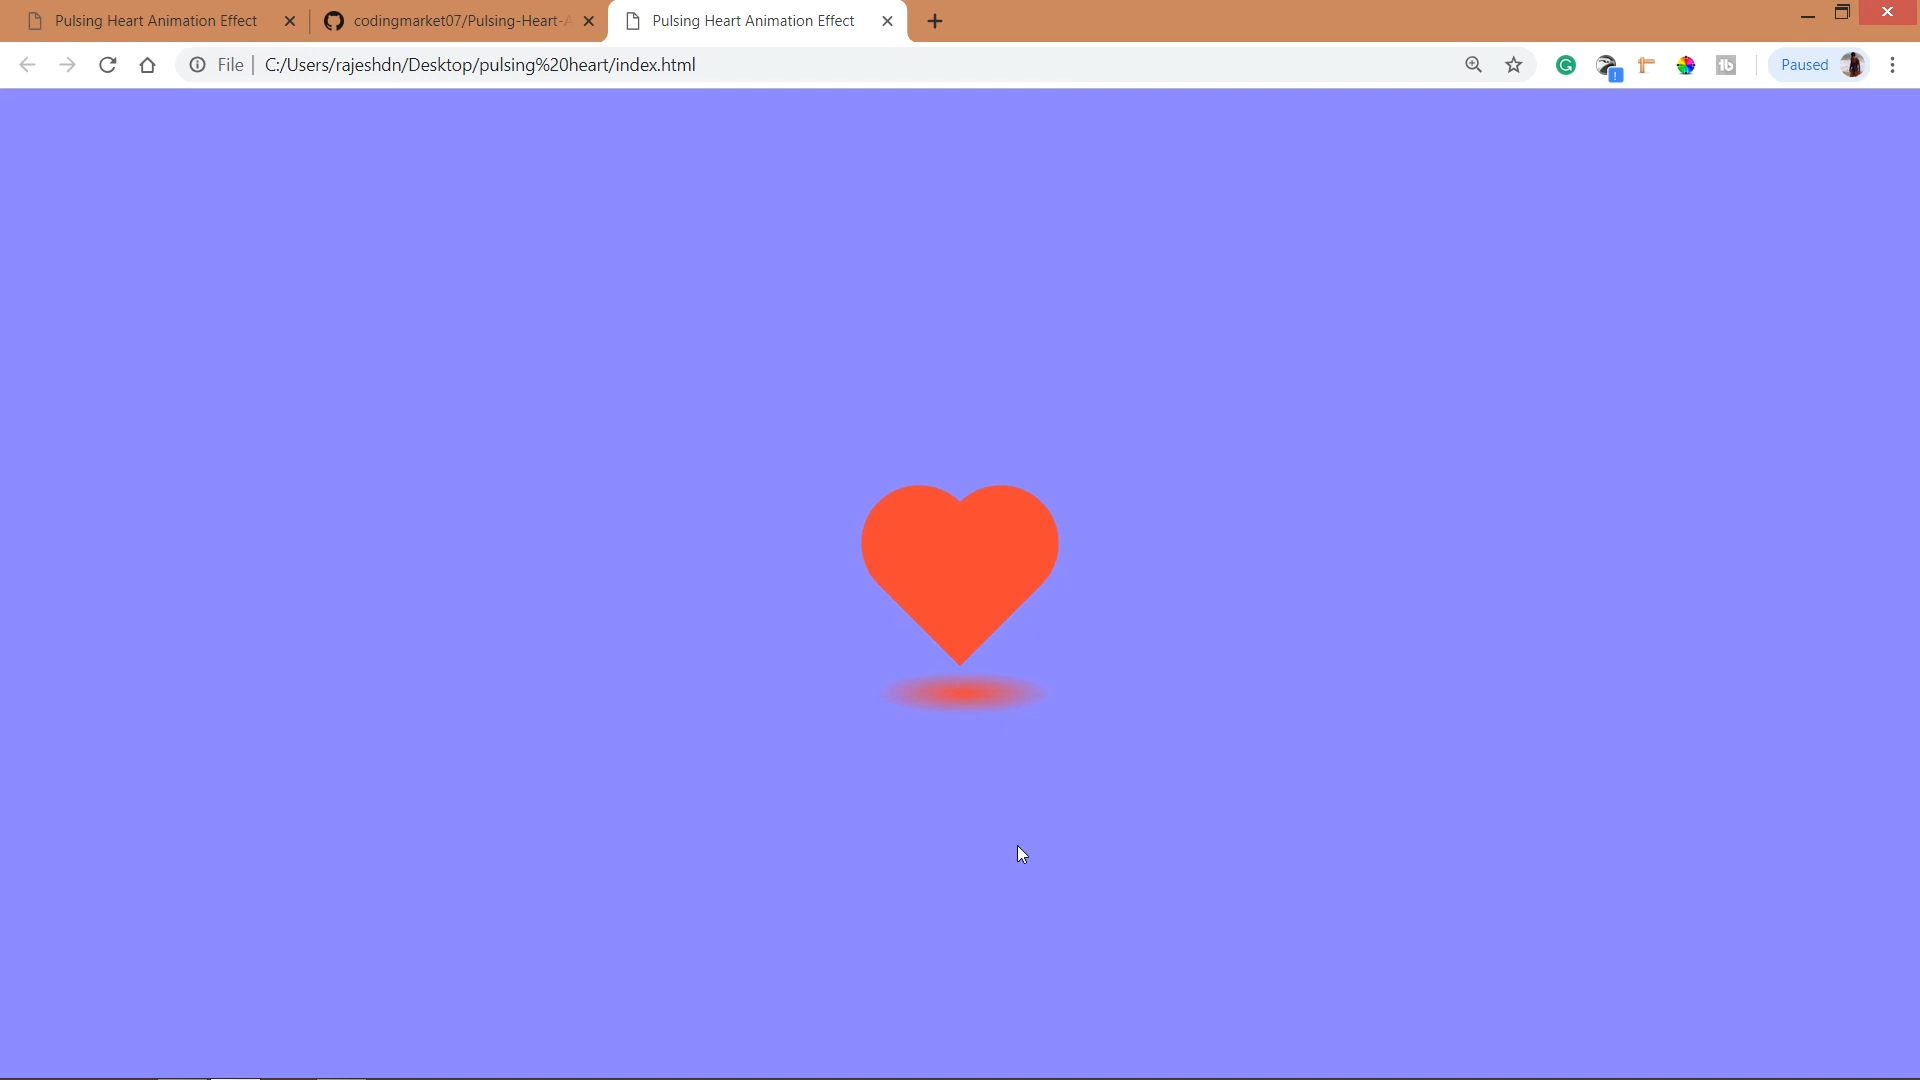 Pulsing Heart Animation Effect
codingmarket07/Pulsing-Heart-
Pulsing Heart Animation Effect
File
C:/Users/rajeshdn/Desktop/pulsing%20heart/index.html
Paused